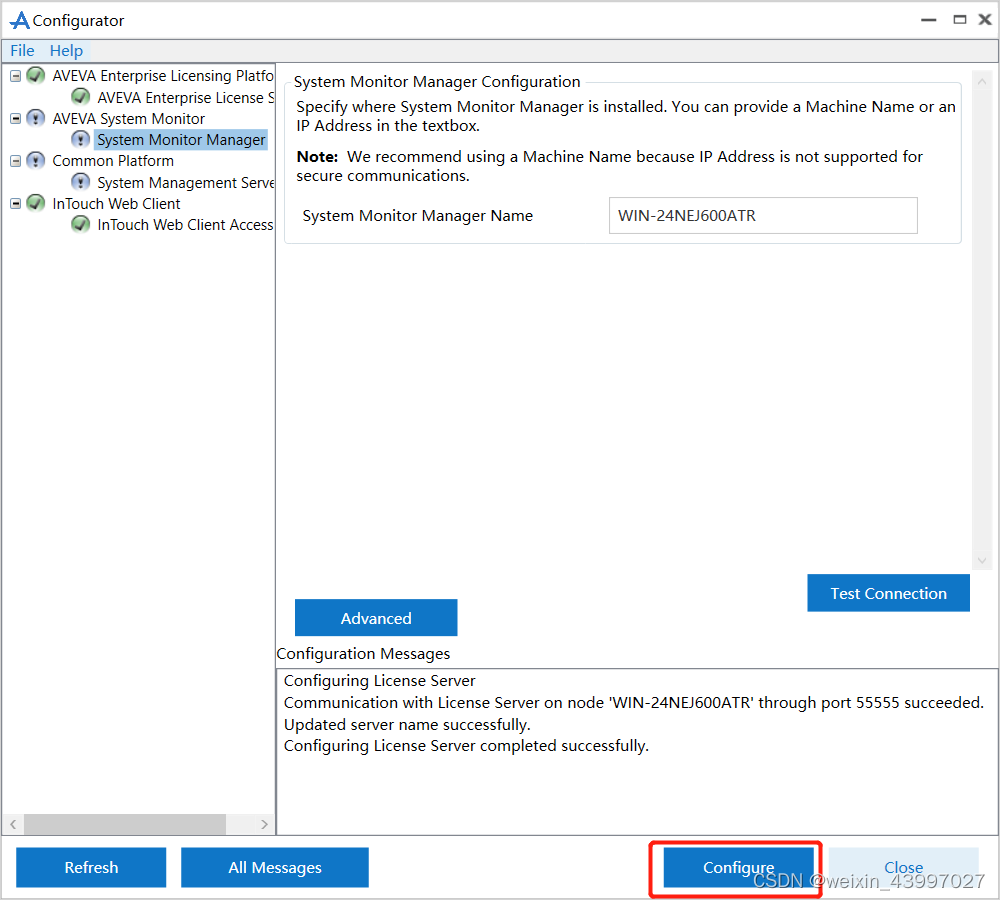 Configurator
File Help
AVEVA Enterprise Licensing Platfo
AVEVA Enterprise License S
AVEVA System Monitor
System Monitor Manager
Common Platform
System Management Serve
InTouch Web Client
InTouch Web Client Access
System Monitor Manager Configuration
Specify where System Monitor Manager is installed. You can provide a Machine Name or an
IP Address in the textbox.
Note: We recommend using a Machine Name because IP Address is not supported for
secure communications.
System Monitor Manager Name WIN-24NEJ600ATR
Test Connection
Advanced
Configuration Messages
Configuring License Server
Communication with License Server on node 'WIN-24NEJ600ATR' through port 55555 succeeded.
Updated server name successfully.
Configuring License Server completed successfully.
Refresh All Messages Configure Close
CSDN @weixin_43997027